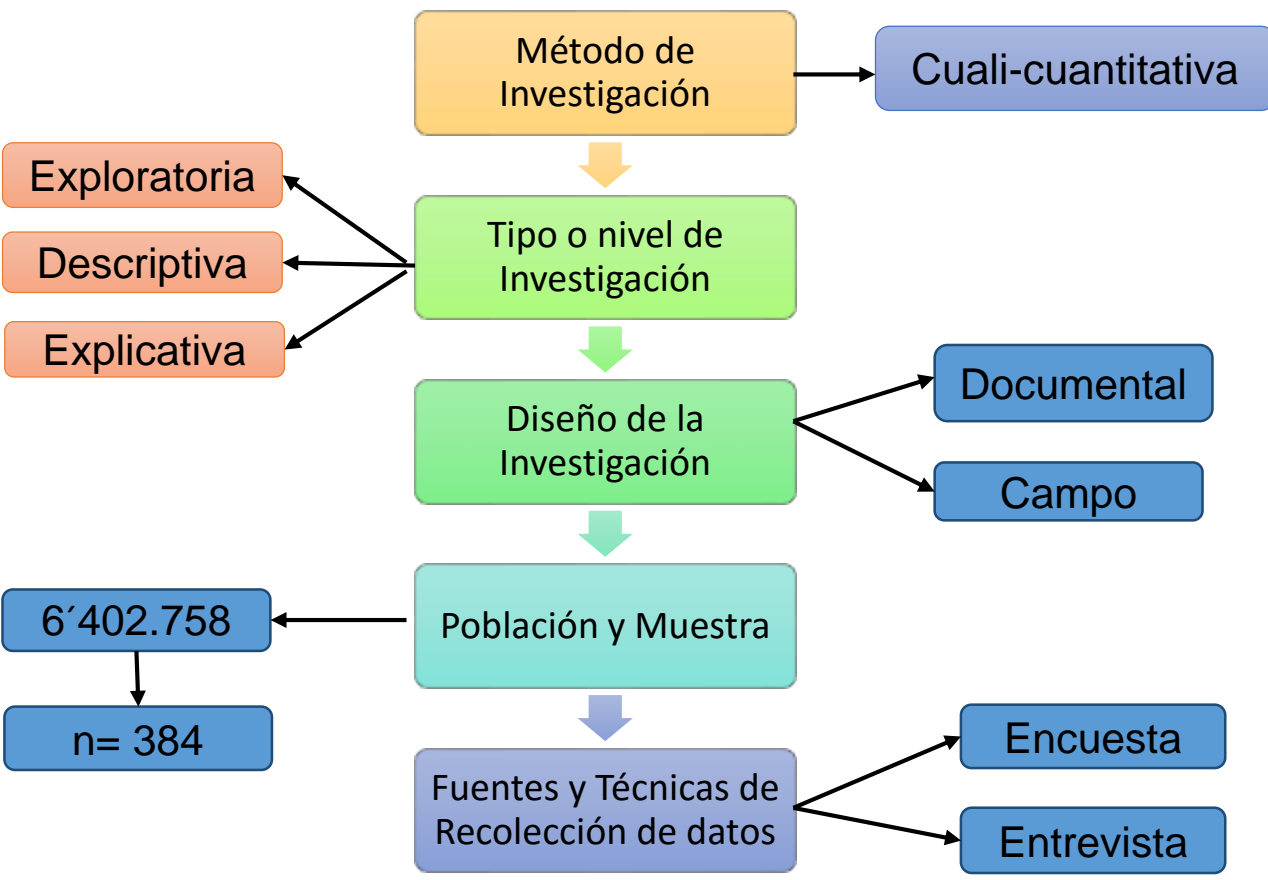 Método de
Investigación
Cuali-cuantitativa
Exploratoria
Descriptiva
Explicativa
Tipo o nivel de
Investigación
Diseño de la
Investigación
Documental
Campo
6´402.758
n= 384
Población y Muestra
Fuentes y Técnicas de
Recolección de datos
Encuesta
Entrevista